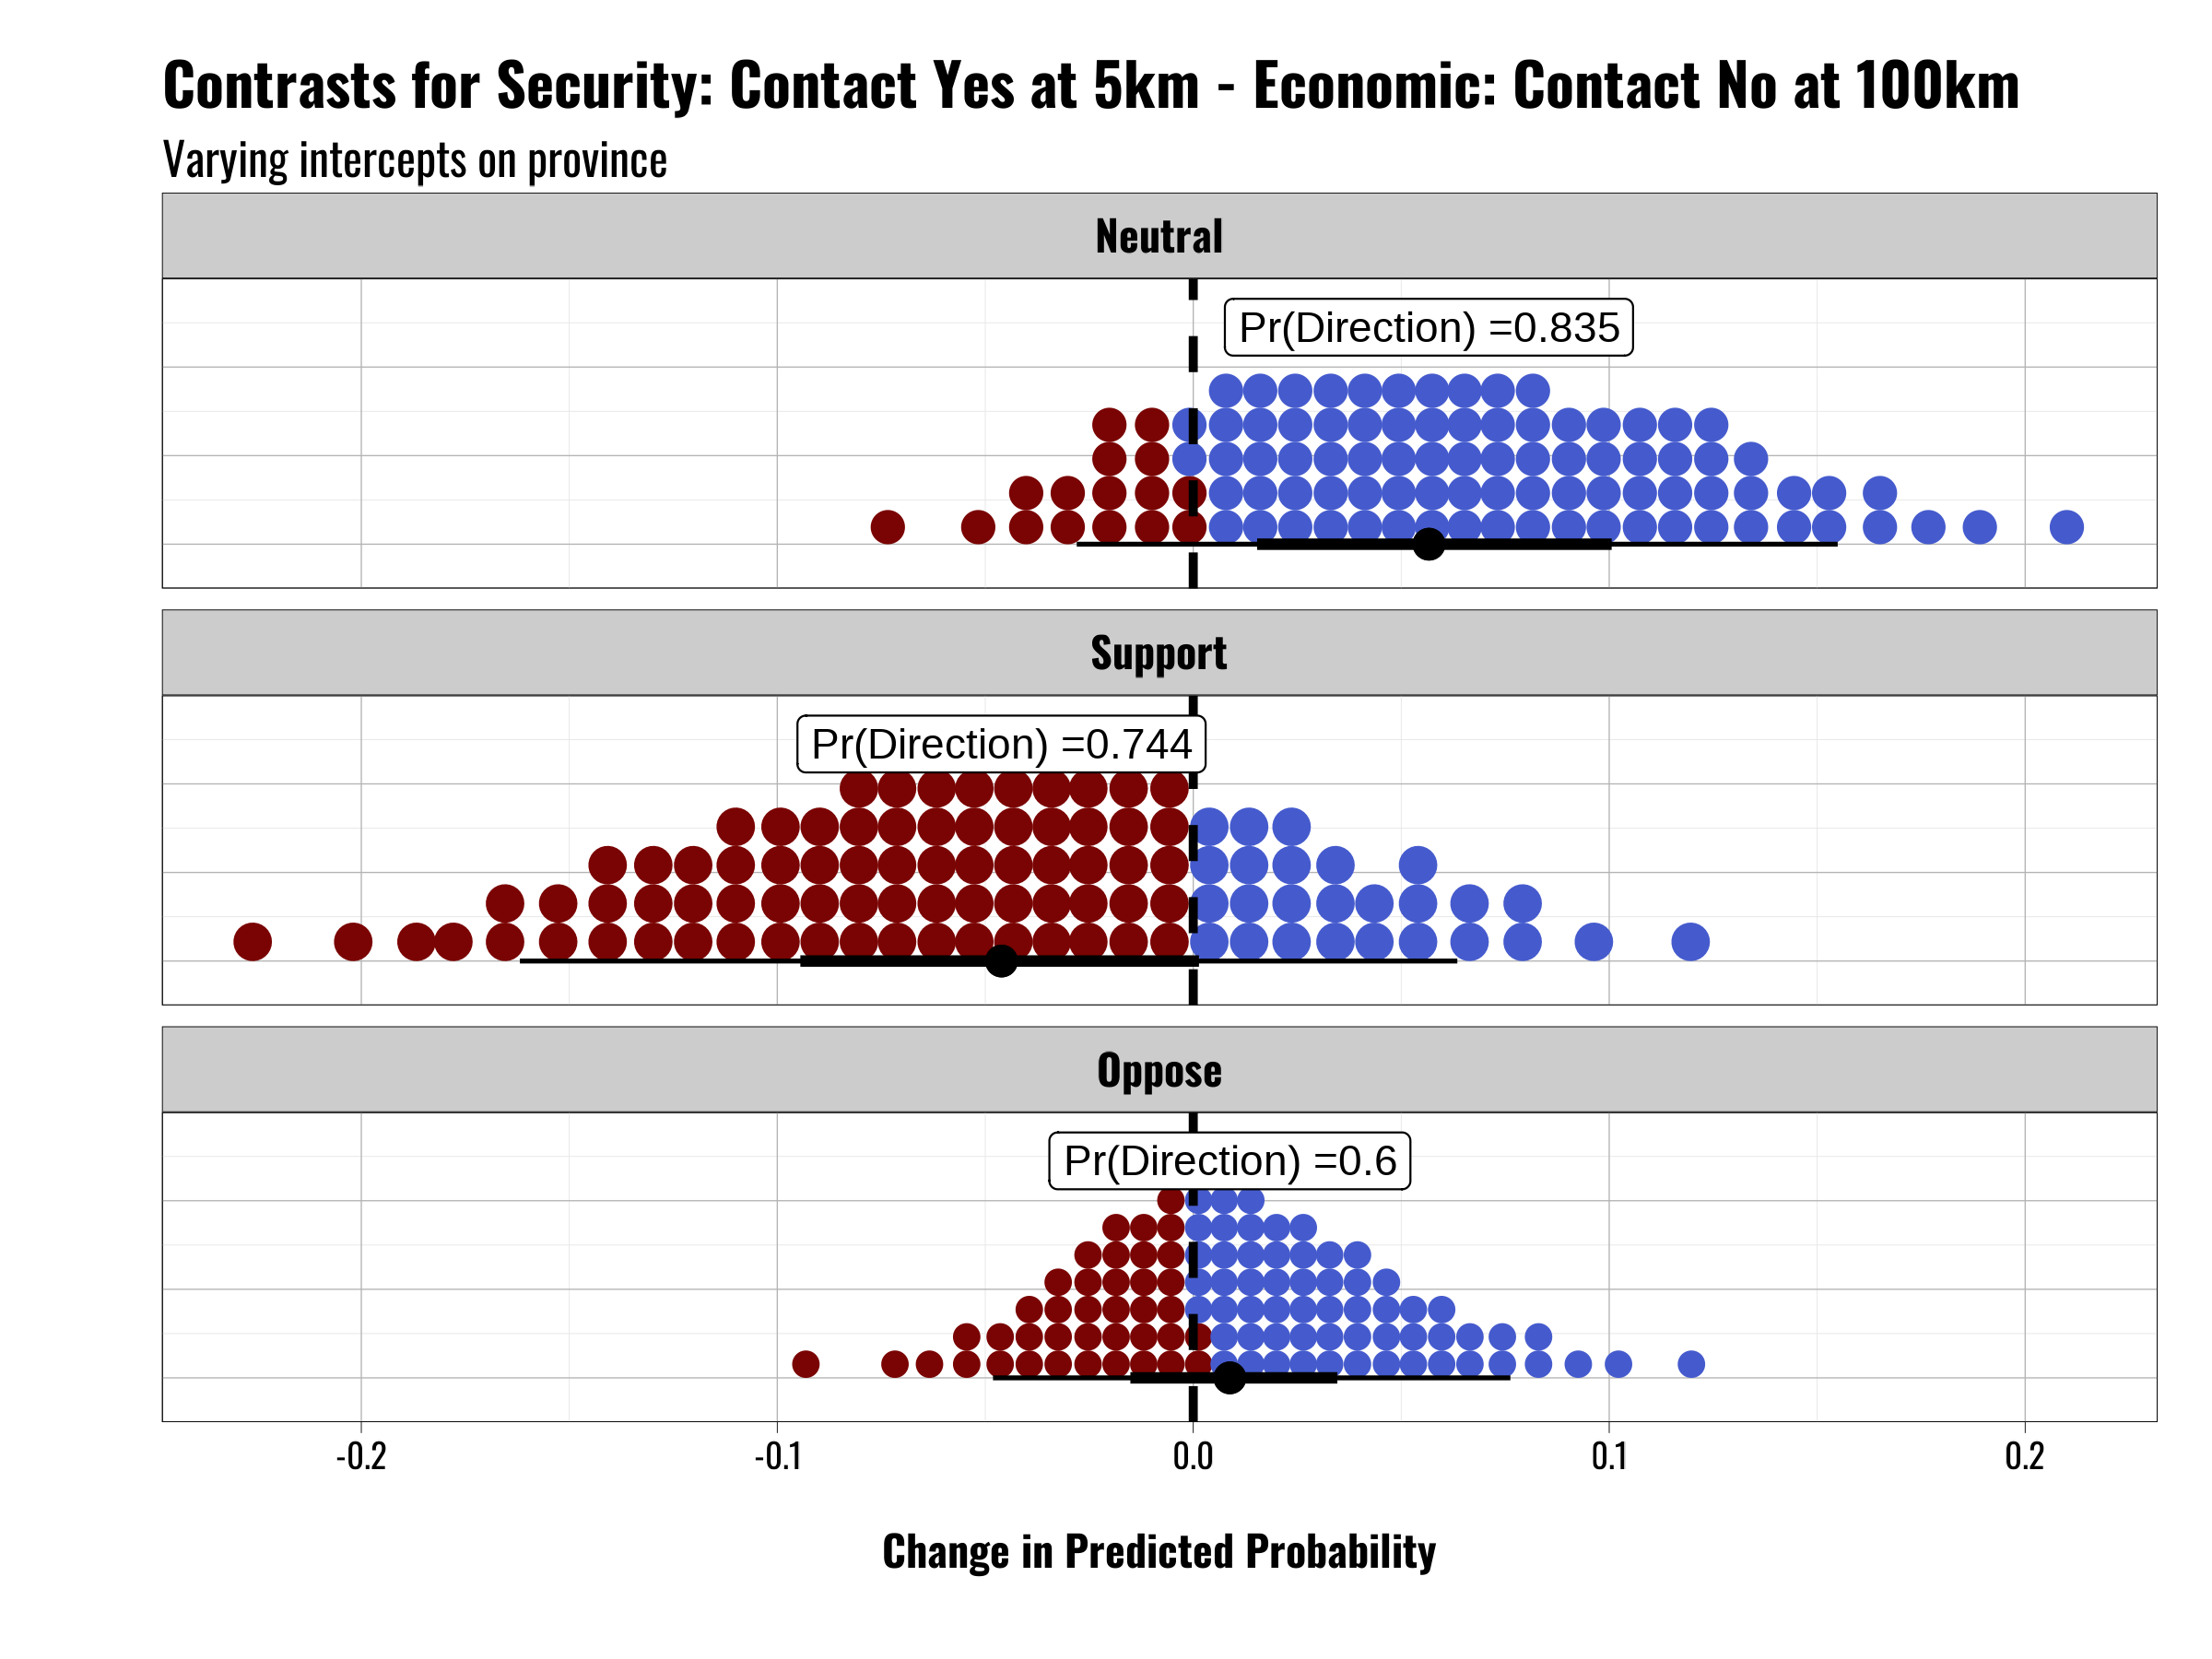 Contrasts for Security: Contact Yes at 5km - Economic: Contact No at 100km
Varying intercepts on province
Neutral
Pr(Direction) =0.835
Support
Pr(Direction) =0.744
Oppose
Pr(Direction) =0.6
-0.2
-0.1
0.0
0.1
0.2
Change in Predicted Probability